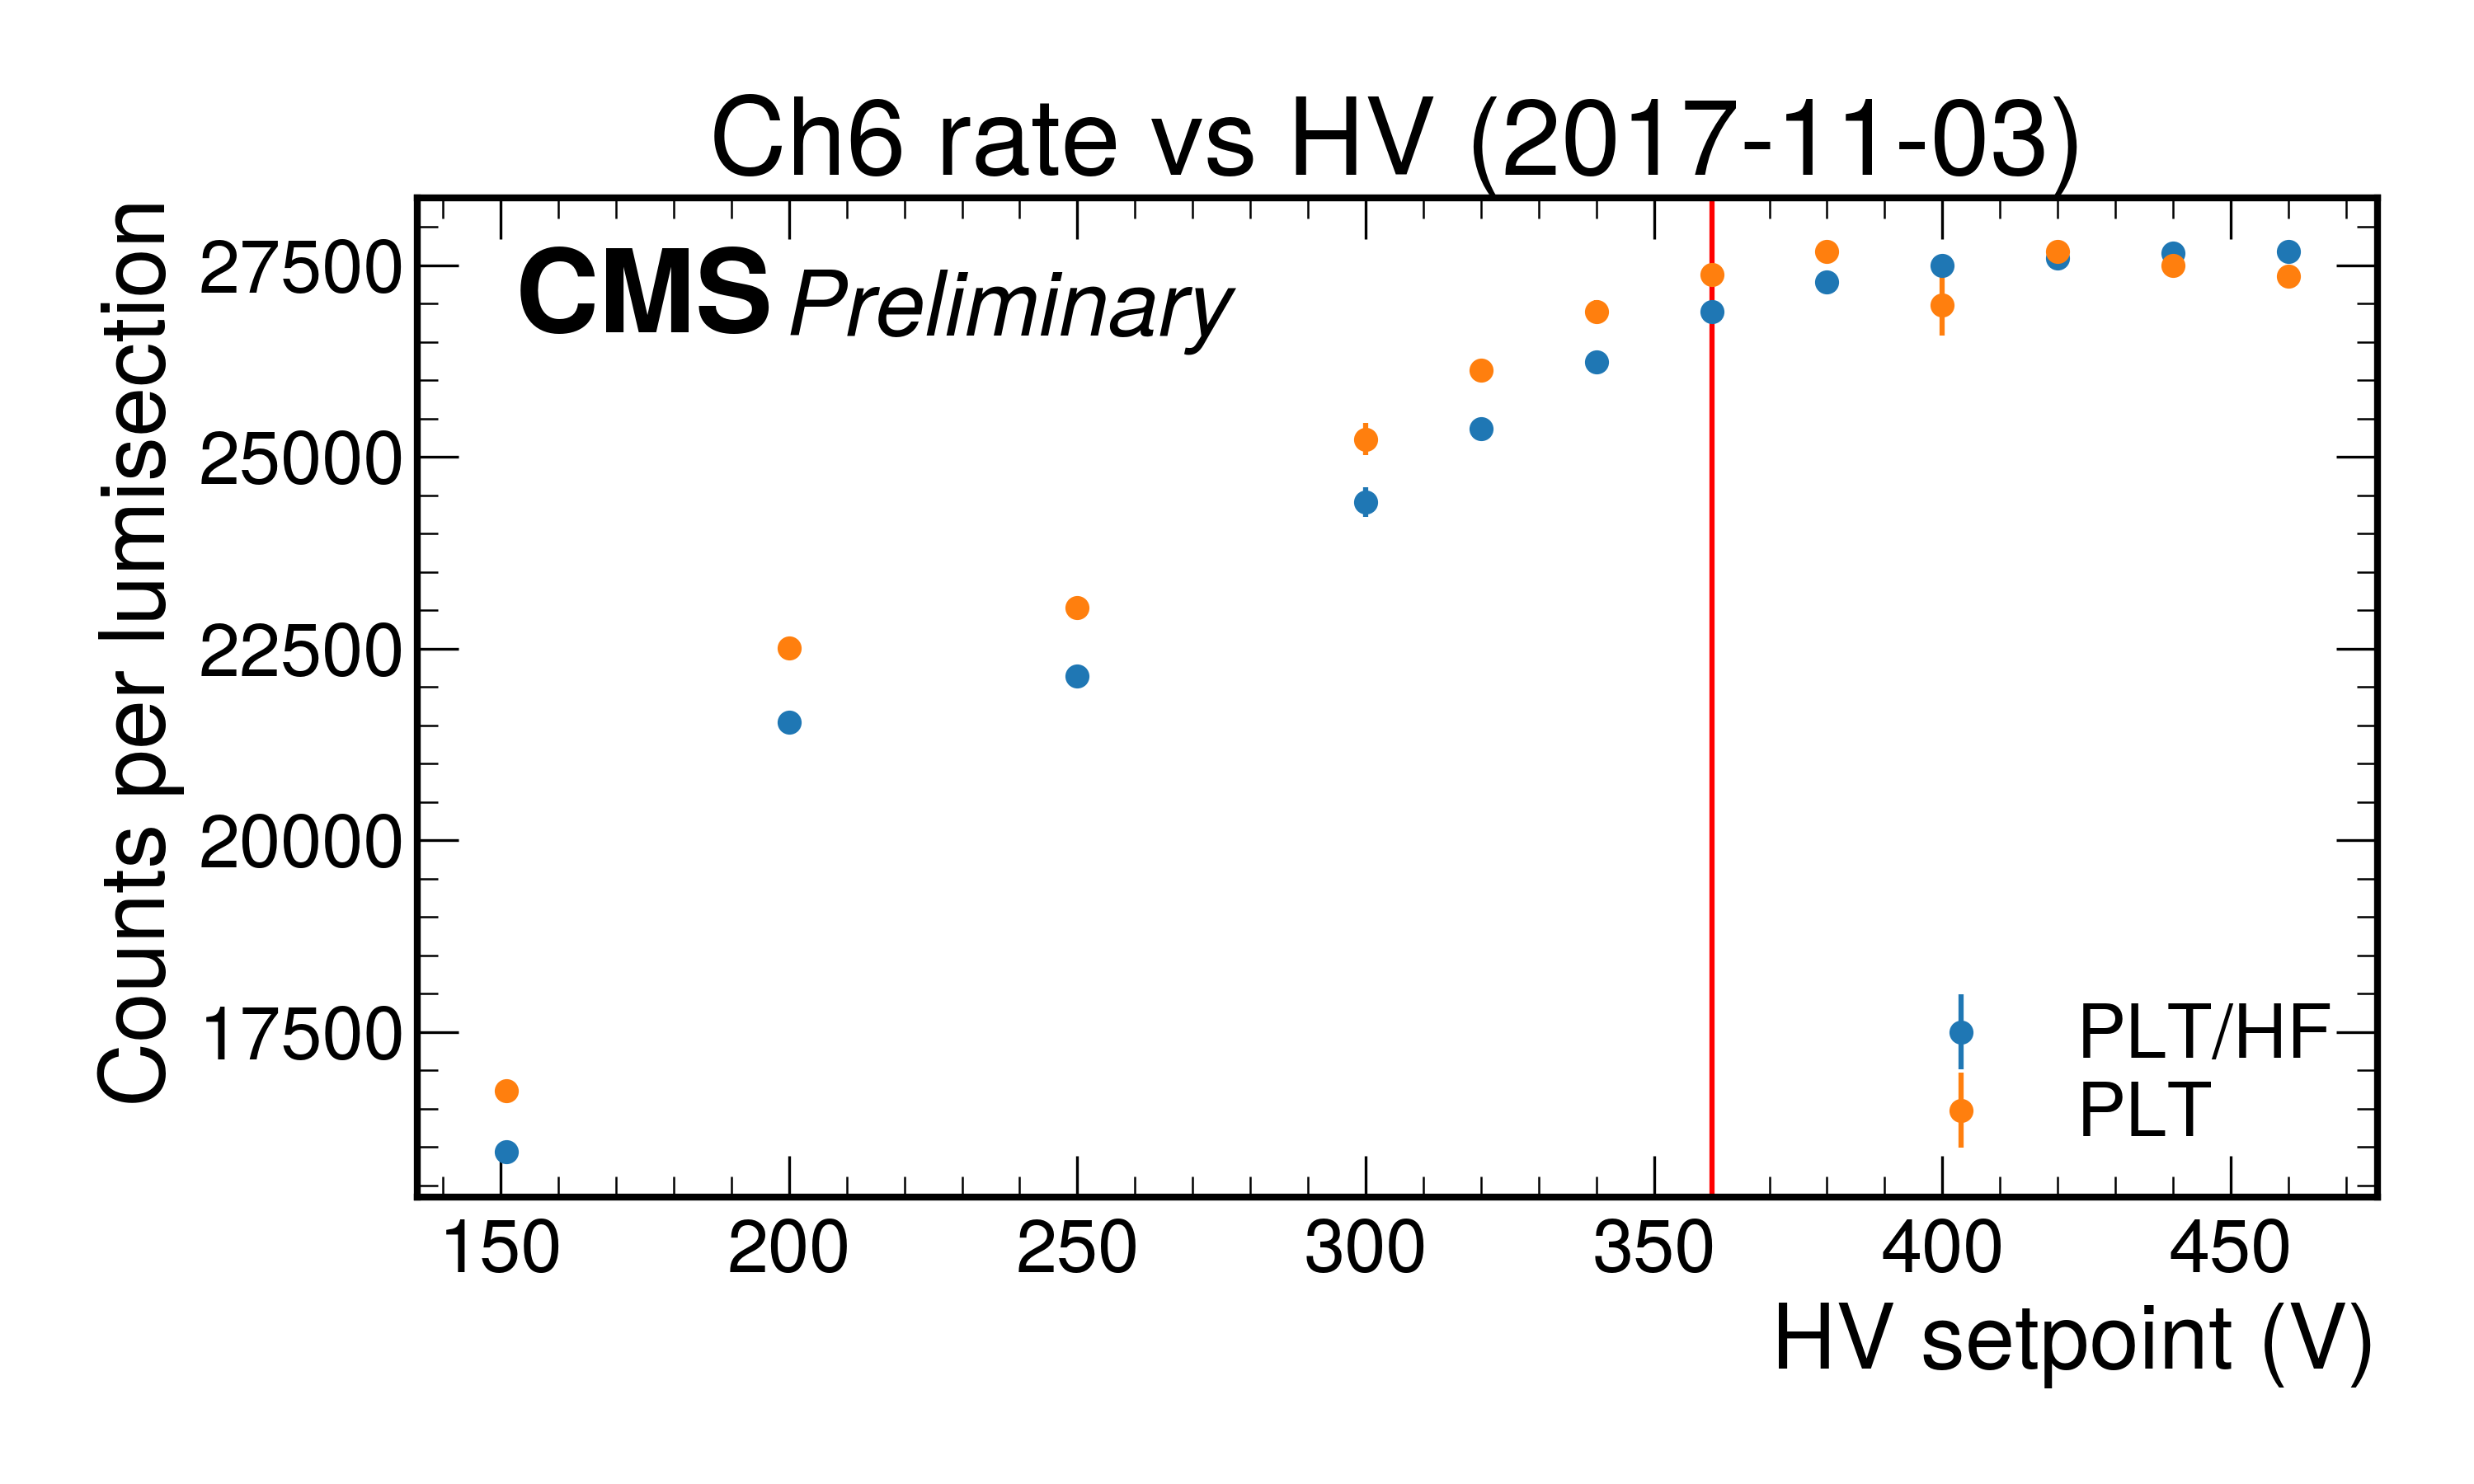 Ch6 rate vs HV (2017-11-03)
CMS Preliminary
Counts per lumisection
27500
25000
22500
20000
17500
PLT/HF
PLT
150 200 250 300 350 400 450
HV setpoint (V)